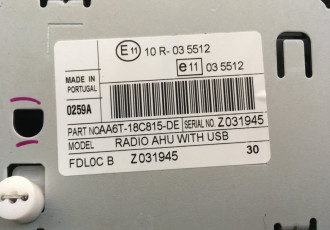 E11 10 R- 03 5512
e11 03 5512
MADE IN
PORTUGAL
0259A
PART NO AA6T-18C815-DE SERIAL NO Z031945
MODEL RADIO AHU WITH USB
FDL0C B Z031945 30